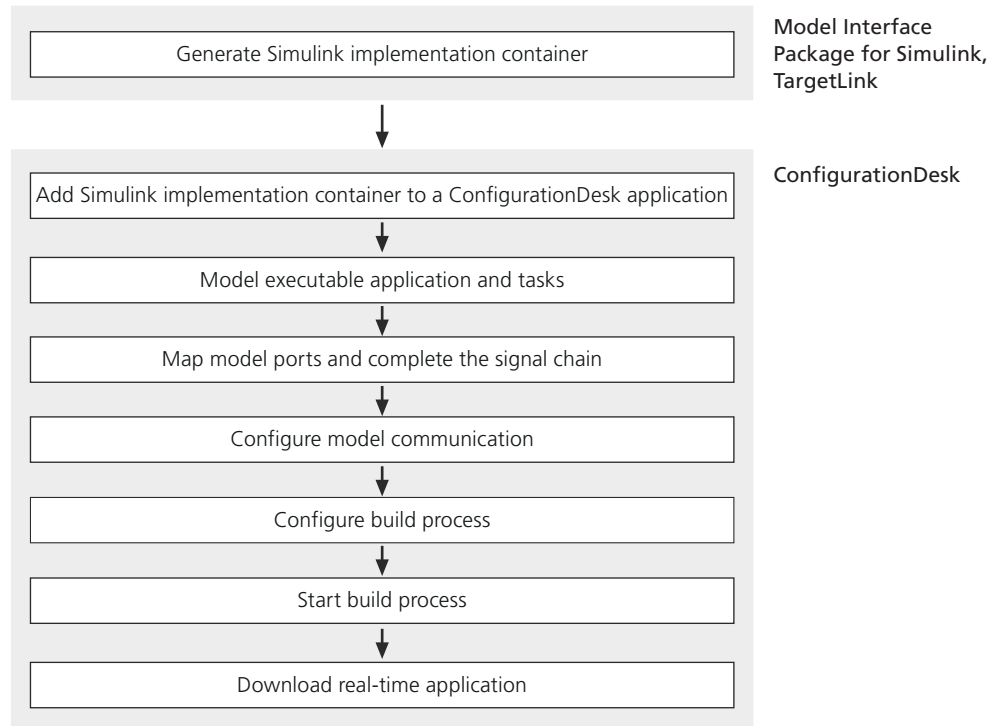 Generate Simulink implementation container
Model Interface
Package for Simulink,
TargetLink
Add Simulink implementation container to a ConfigurationDesk application
ConfigurationDesk
Model executable application and tasks
Map model ports and complete the signal chain
Configure model communication
Configure build process
Start build process
Download real-time application